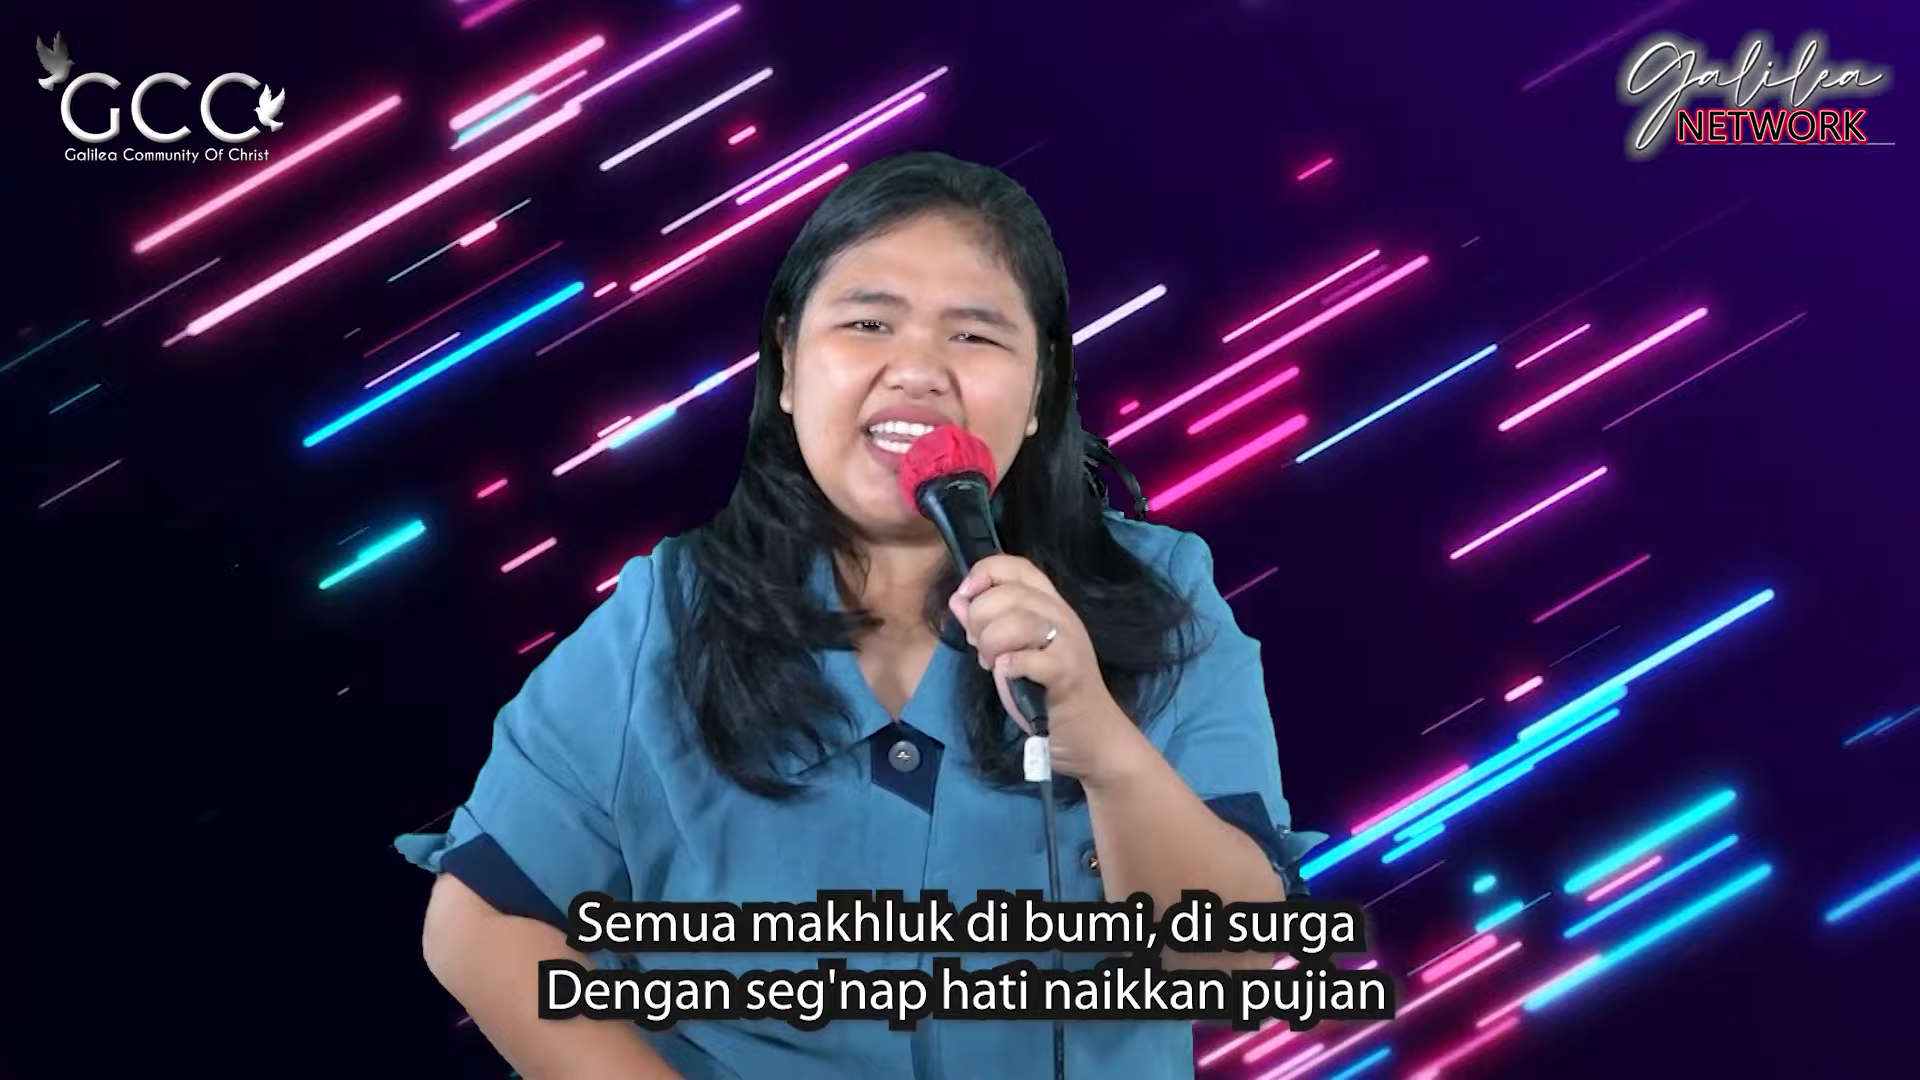 GCC
Galilea Community Of Christ
Galilea
NETWORK
Semua makhluk di bumi, di surga
Dengan seg'nap hati naikkan pujian